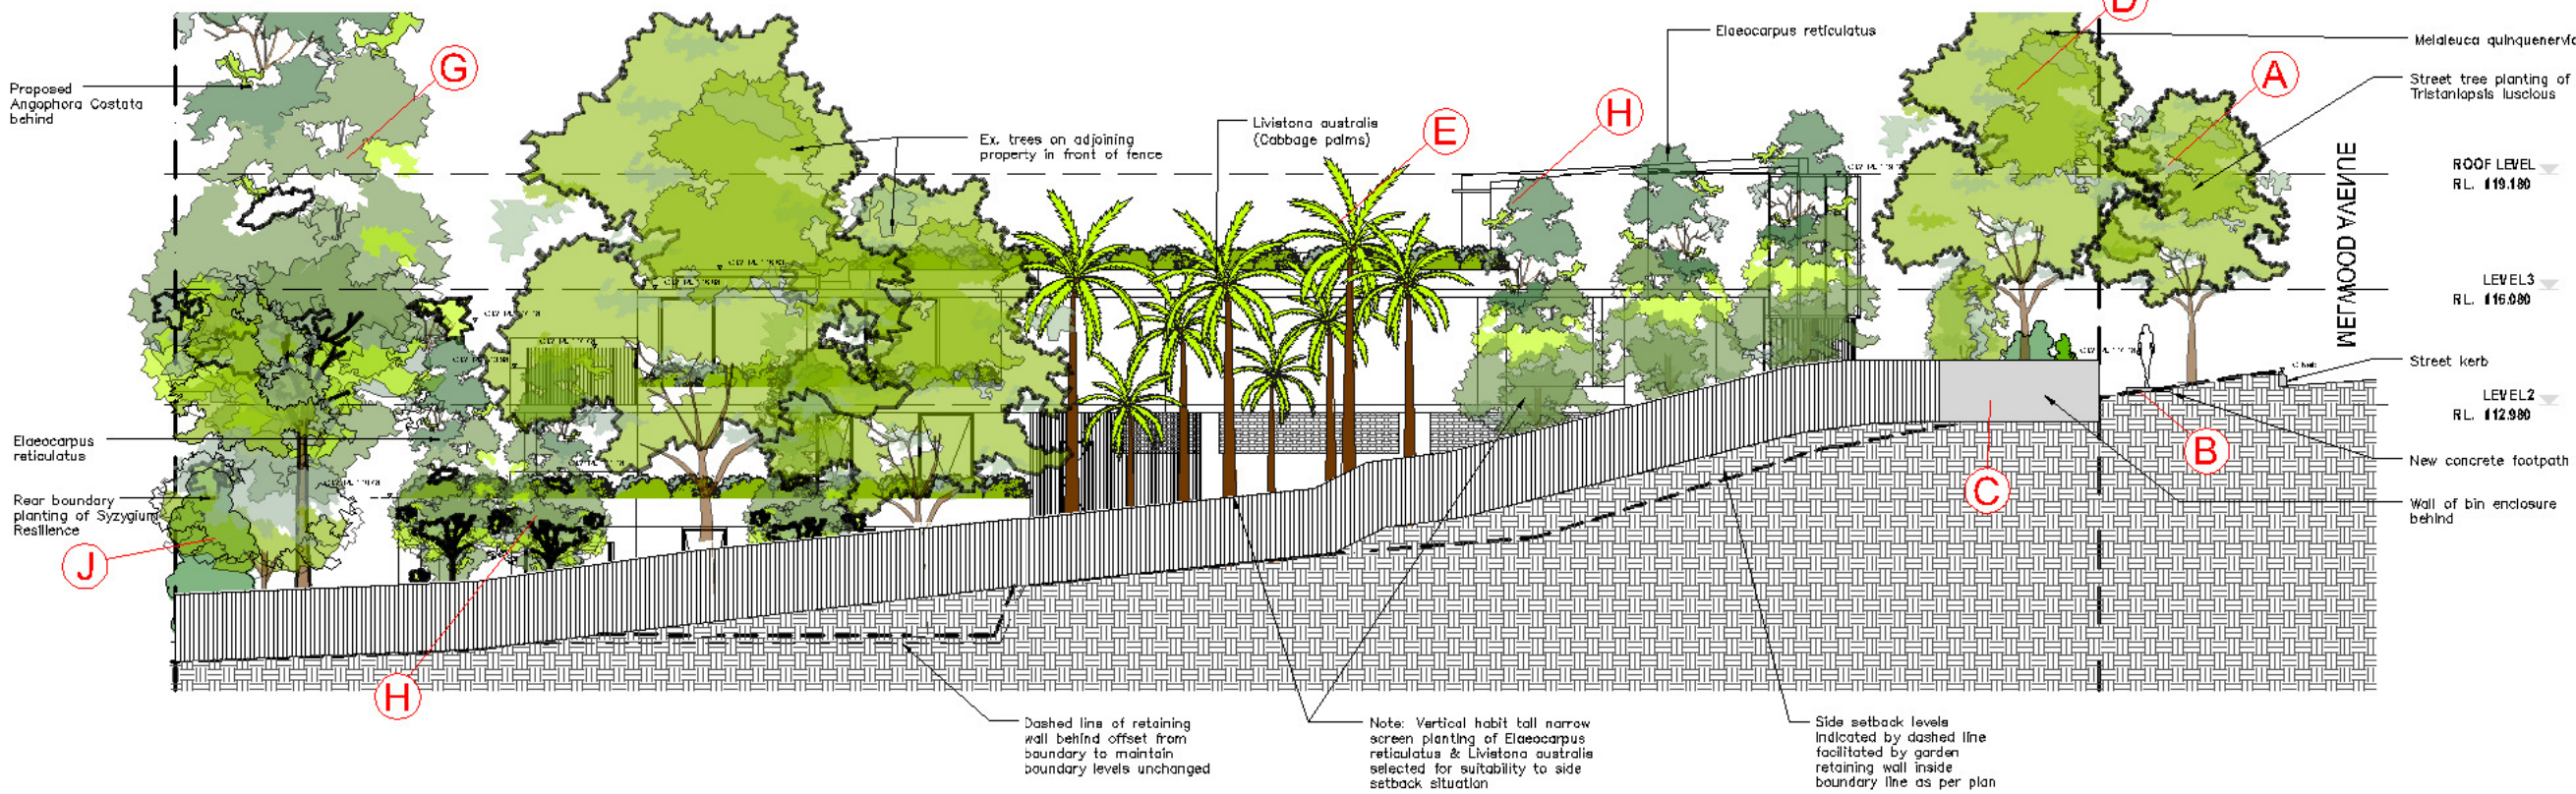 D
Elaeocarpus reticulatus
Melaleuca quinquenervia
G
A
Street tree planting of
Tristaniopsis luscious
Proposed
Angophora Costata
behind
H
E
Livistona australis
(Cabbage palms)
Ex. trees on adjoining
property in front of fence
MELLWOOD AVENUE
ROOF LEVEL
RL. 119.180
LEVEL3
RL. 116.080
Street kerb
LEVEL2
RL. 112.980
Elaeocarpus
reticulatus
B
New concrete footpath
C
Rear boundary
planting of Syzygium
Resilience
Wall of bin enclosure
behind
J
H
Dashed line of retaining
wall behind offset from
boundary to maintain
boundary levels unchanged
Note: Vertical habit tall narrow
screen planting of Elaeocarpus
reticulatus & Livistona australis
selected for suitability to side
setback situation
Side setback levels
indicated by dashed line
facilitated by garden
retaining wall inside
boundary line as per plan